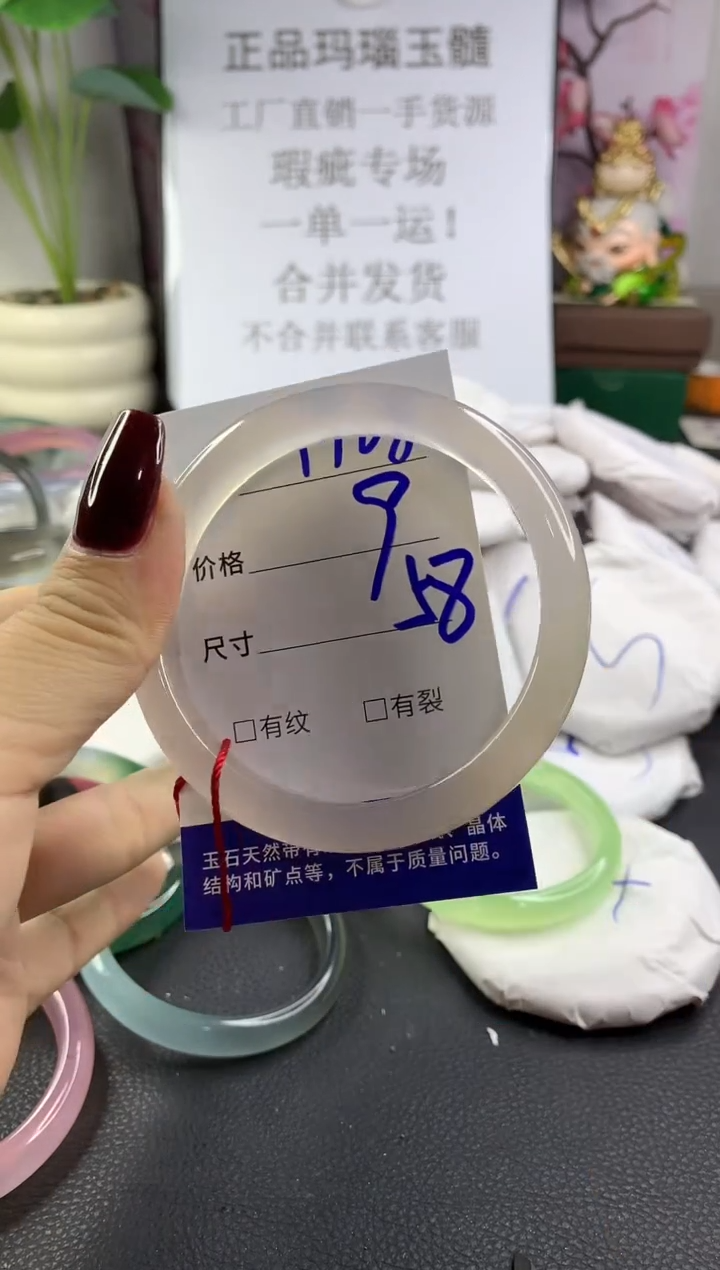 正品玛瑙玉髓
工厂直销一手货源
瑕疵专场
一单一运！
合并发货
不合并联系客服
价格 9
尺寸 58
□有纹 □有裂
玉石天然带有 晶体
结构和矿点等，不属于质量问题。